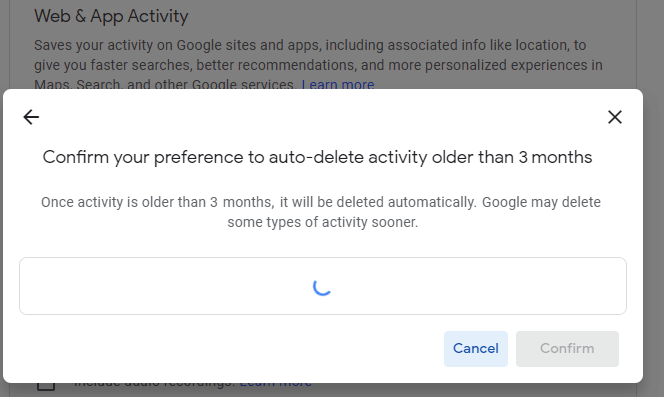 Web & App Activity
Saves your activity on Google sites and apps, including associated info like location, to
give you faster searches, better recommendations, and more personalized experiences in
Maps, Search, and other Google services. Learn more
Confirm your preference to auto-delete activity older than 3 months
Once activity is older than 3 months, it will be deleted automatically. Google may delete
some types of activity sooner.
Cancel
Confirm
Include audio recordings. Learn more